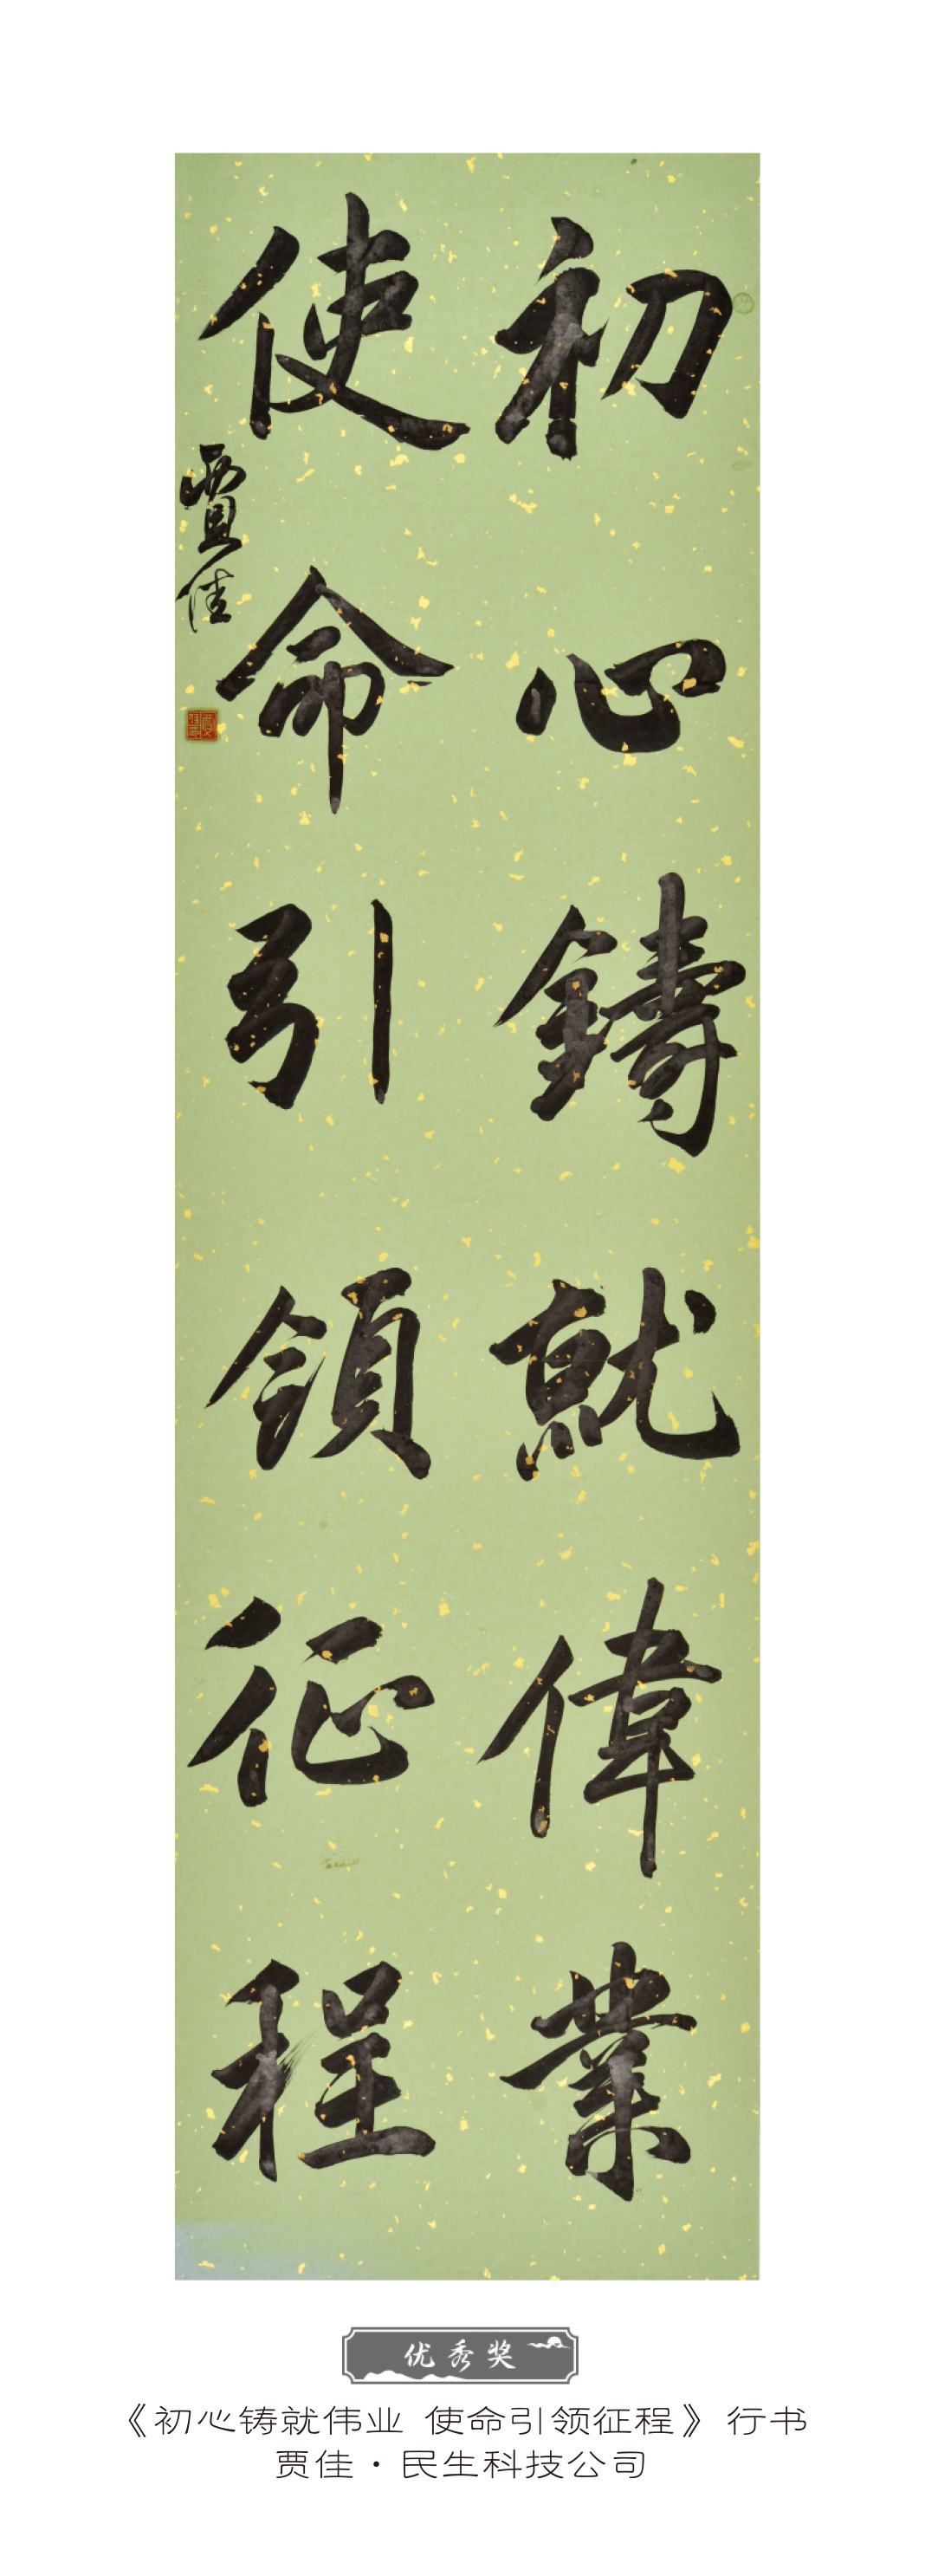 初心鑄就偉業
使命引領征程
贾佳
优秀奖
《初心铸就伟业 使命引领征程》行书
贾佳·民生科技公司